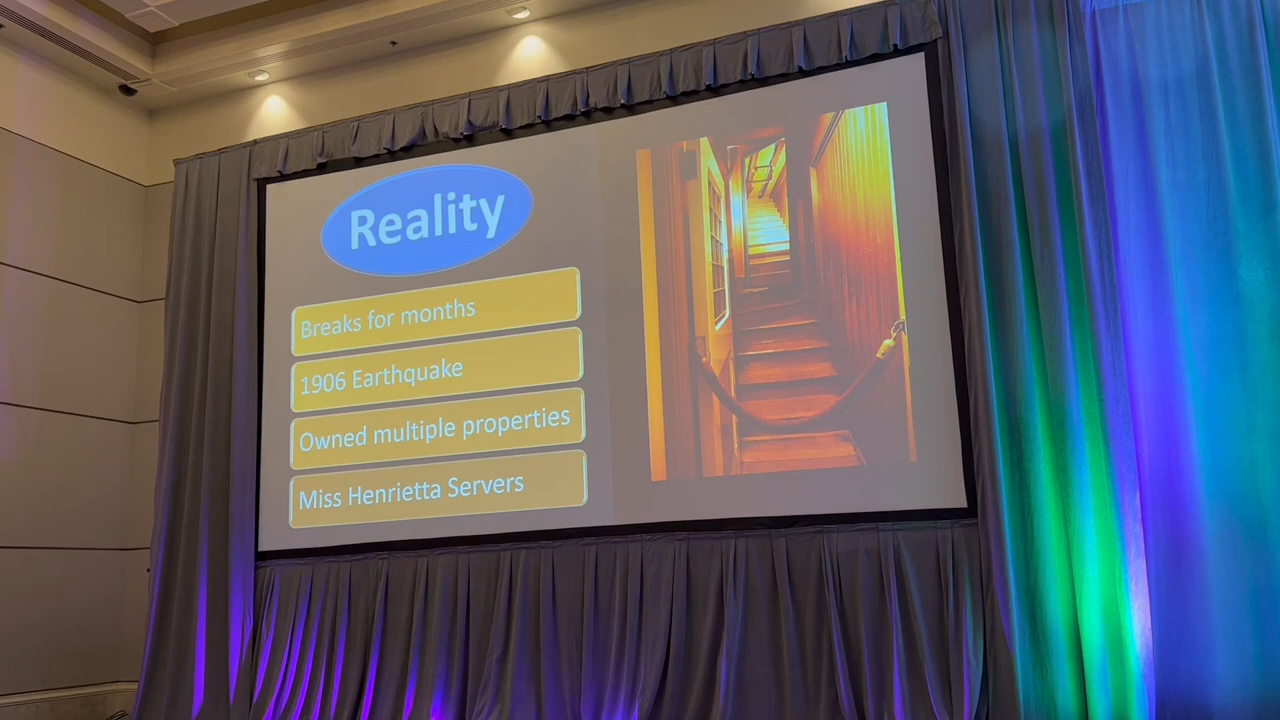 Reality
Breaks for months
1906 Earthquake
Owned multiple properties
Miss Henrietta Servers